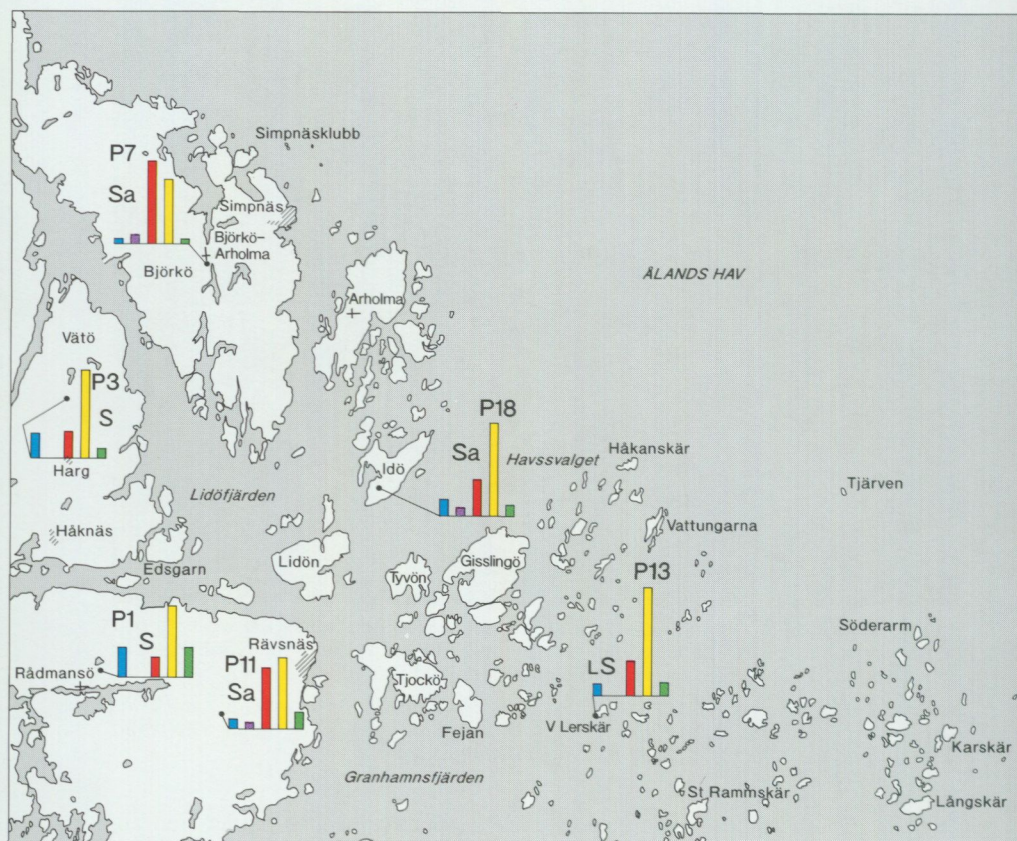 Simpnäsklubb
P7
Sa
Simpnäs
Björkö-
Arholma
Björkö
ÅLANDS HAV
Arholma
Vätö
P3
S
P18
Sa
Havssvalget
Håkanskär
Idö
Harg
Lidöfjärden
Tjärven
Vattungarna
Håknäs
Edsgarn
Lidön
Tyvön
Gisslingö
P13
P1
S
Rävsnäs
Söderarm
P11
Sa
Rådmansö
Tjockö
LS
Fejan
V Lerskär
Karskär
Granhamnsfjärden
St Rammskär
Långskär